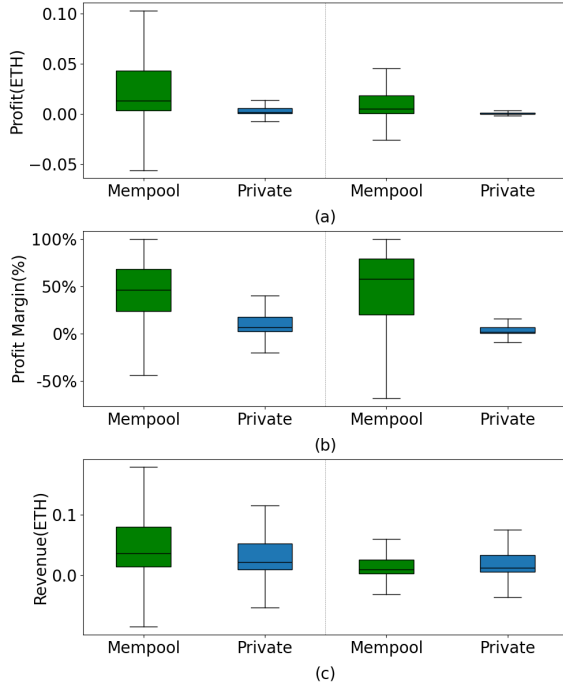 Profit(ETH)
0.10
0.05
0.00
−0.05
Mempool Private Mempool Private
(a)
Profit Margin(%)
100%
50%
0%
-50%
Mempool Private Mempool Private
(b)
Revenue(ETH)
0.1
0.0
Mempool Private Mempool Private
(c)